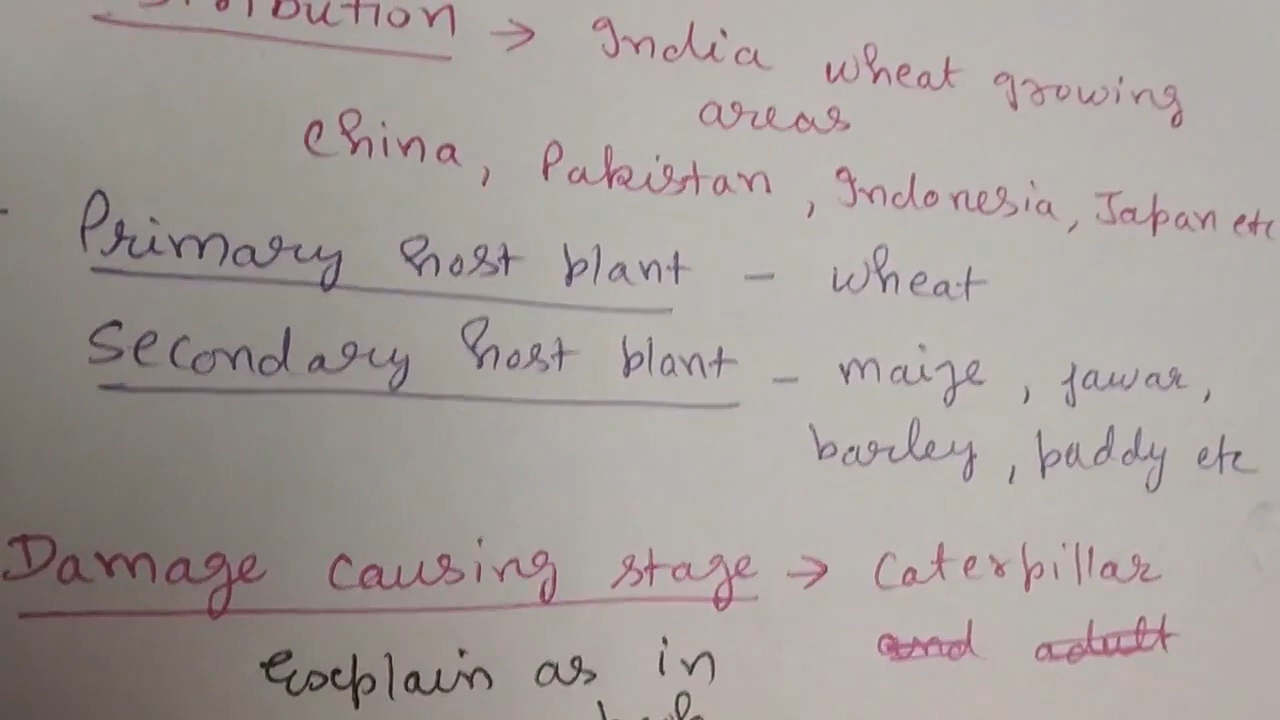 Distribution → India wheat growing
areas
China, Pakistan, Indonesia, Japan etc
Primary host plant - wheat
Secondary host plant - maize, jawar,
barley, paddy etc
Damage causing stage → Caterpillar
and adult
Explain as in